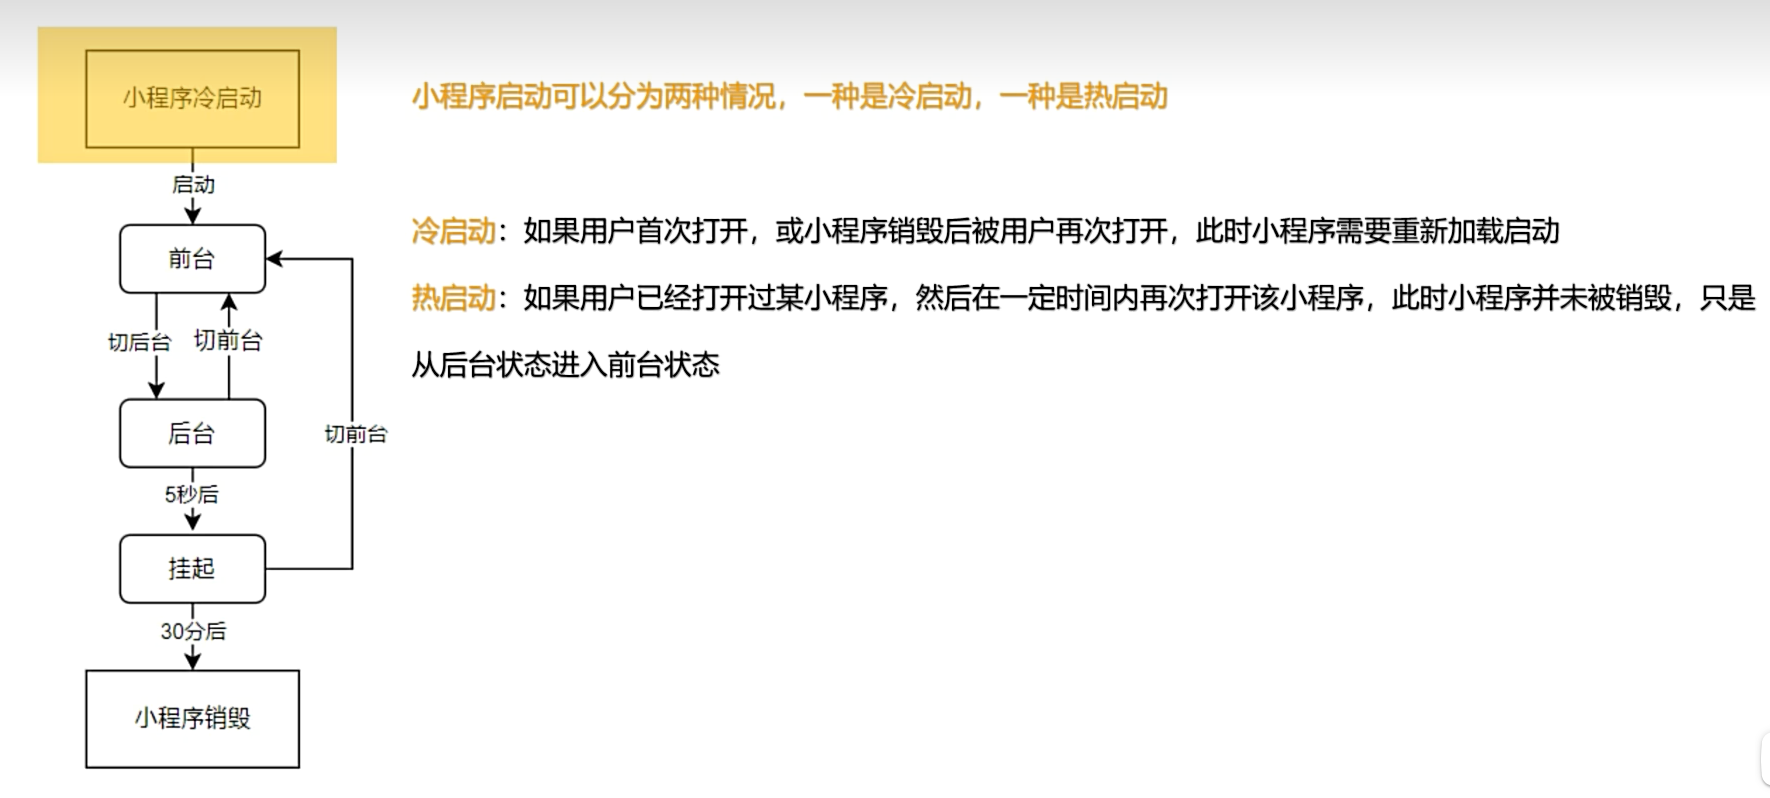 小程序冷启动
小程序启动可以分为两种情况，一种是冷启动，一种是热启动
启动
冷启动：如果用户首次打开，或小程序销毁后被用户再次打开，此时小程序需要重新加载启动
前台
热启动：如果用户已经打开过某小程序，然后在一定时间内再次打开该小程序，此时小程序并未被销毁，只是
从后台状态进入前台状态
切后台
切前台
后台
切前台
5秒后
挂起
30分后
小程序销毁